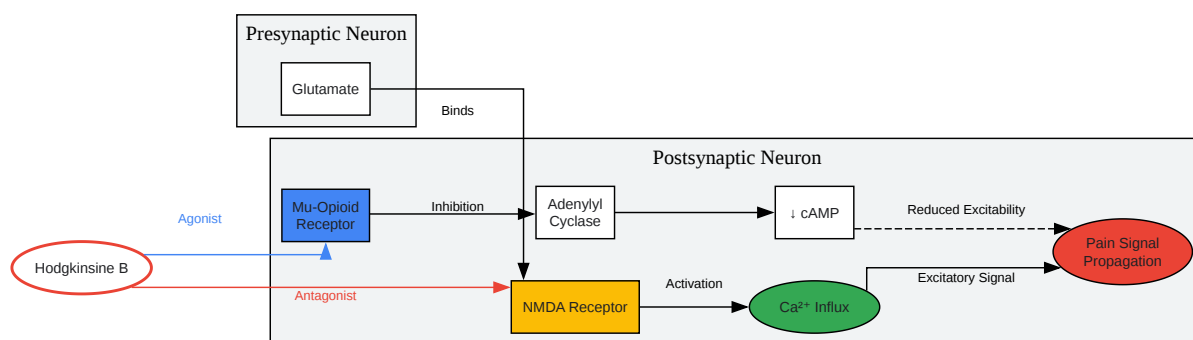 Presynaptic Neuron
Glutamate
Binds
Postsynaptic Neuron
Mu-Opioid
Receptor
Inhibition
Adenylyl
Cyclase
↓ cAMP
Reduced Excitability
Agonist
Pain Signal
Propagation
Hodgkinsine B
Antagonist
NMDA Receptor
Activation
Ca²⁺ Influx
Excitatory Signal